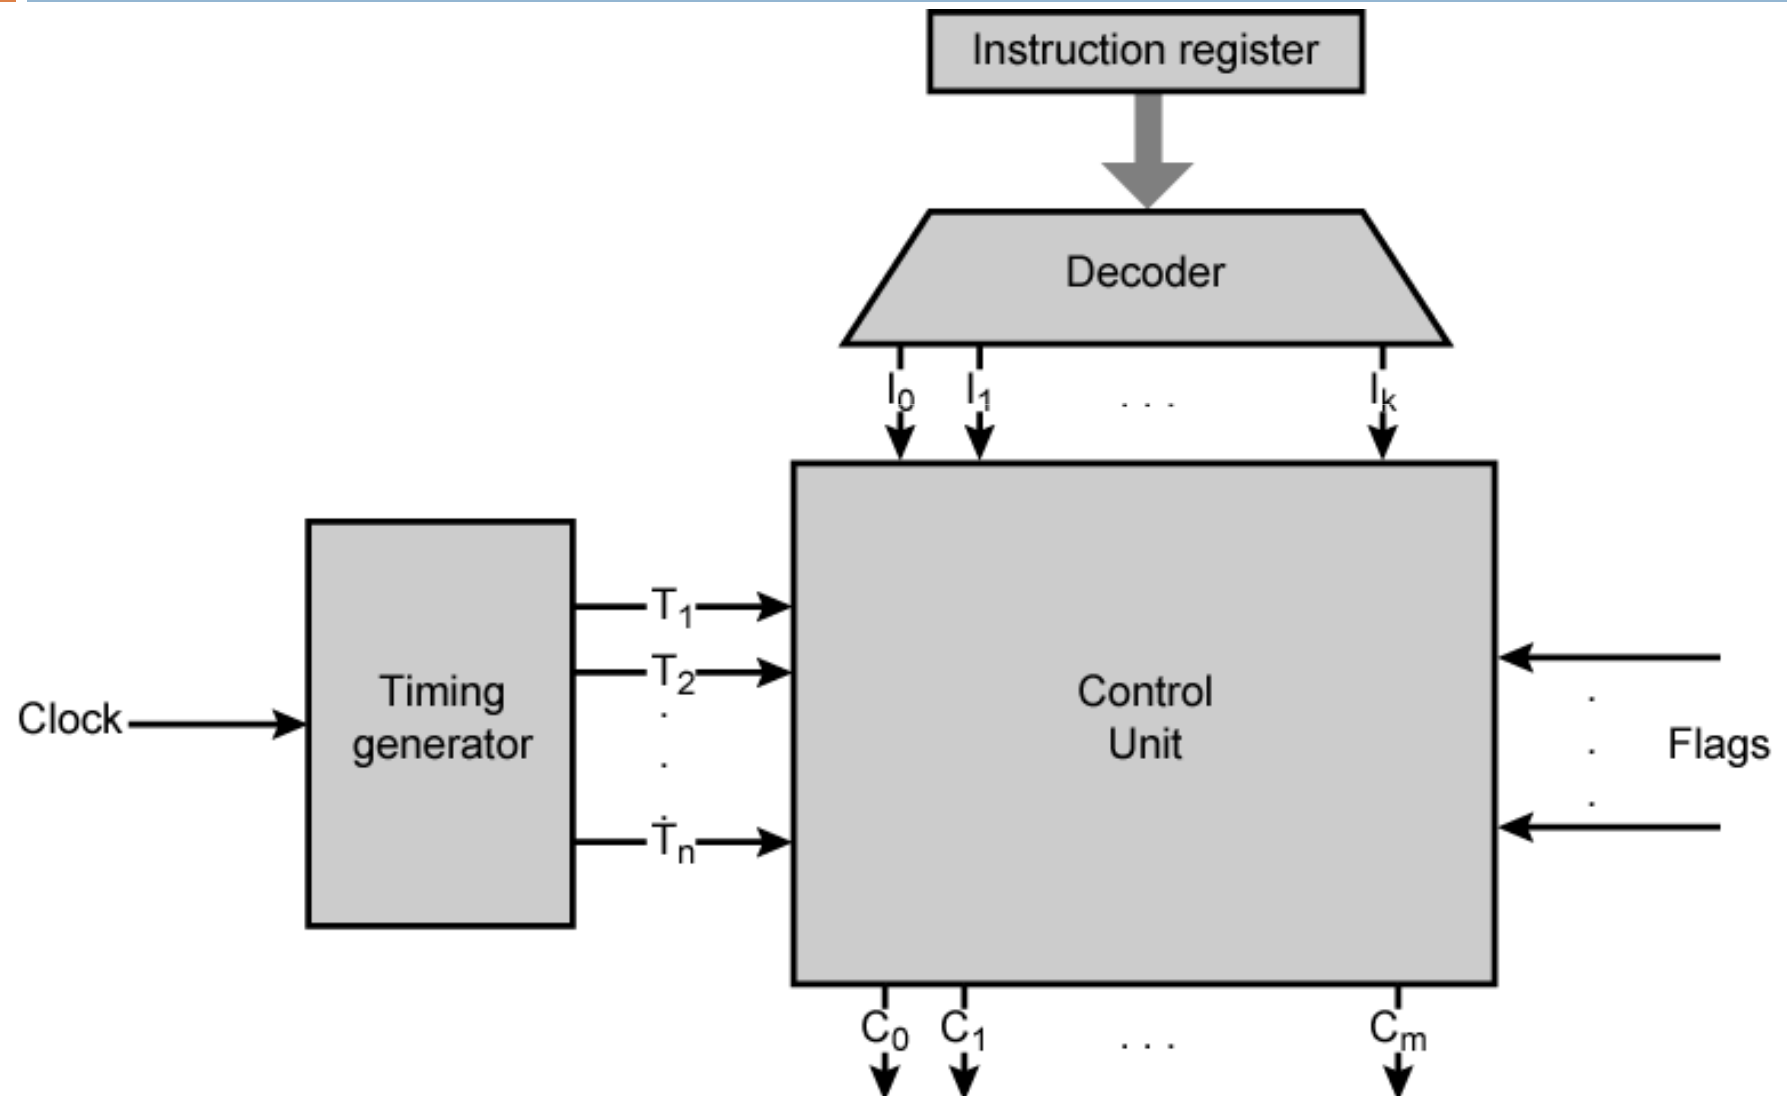 Instruction register
Decoder
I0 I1 . . . Ik
T1
T2
.
.
.
Tn
Clock
Timing
generator
Control
Unit
.
.
.
Flags
C0 C1 . . . Cm